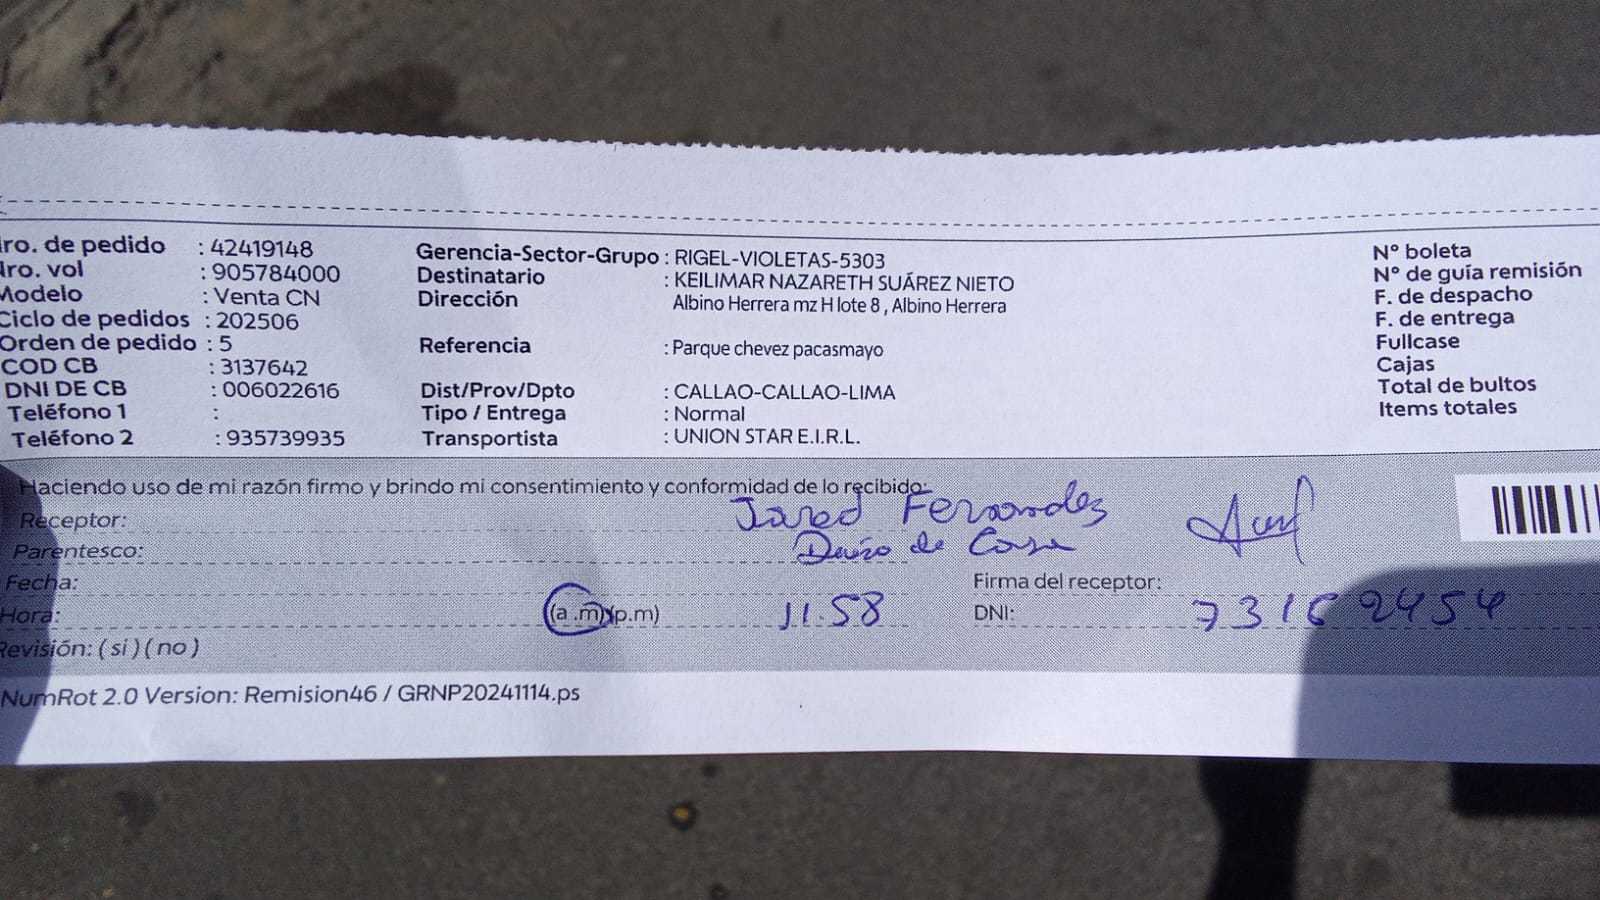 Nro. de pedido : 42419148
Nro. vol : 905784000
Modelo : Venta CN
Ciclo de pedidos : 202506
Orden de pedido : 5
COD CB : 3137642
DNI DE CB : 006022616
Teléfono 1 :
Teléfono 2 : 935739935
Gerencia-Sector-Grupo : RIGEL-VIOLETAS-5303
Destinatario : KEILIMAR NAZARETH SUÁREZ NIETO
Dirección Albino Herrera mz H lote 8 , Albino Herrera
Referencia : Parque chevez pacasmayo
Dist/Prov/Dpto : CALLAO-CALLAO-LIMA
Tipo / Entrega : Normal
Transportista : UNION STAR E.I.R.L.
N° boleta
N° de guía remisión
F. de despacho
F. de entrega
Fullcase
Cajas
Total de bultos
Items totales
Haciendo uso de mi razón firmo y brindo mi consentimiento y conformidad de lo recibido:
Receptor: Jared Fernandes
Parentesco: de Casa
Fecha:
Firma del receptor:
Hora: (a .m)(p.m) 11.58
DNI: 73162454
Revisión: ( si ) ( no )
NumRot 2.0 Version: Remision46 / GRNP20241114.ps